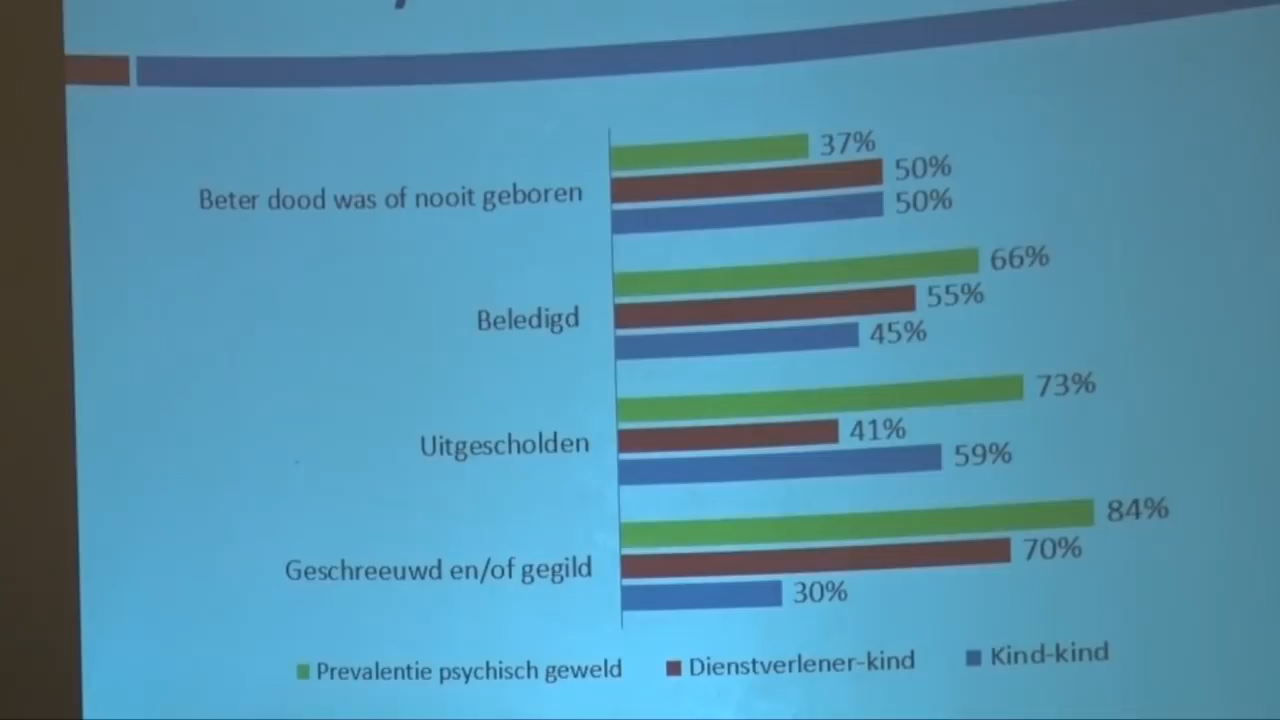 37%
50%
Beter dood was of nooit geboren
50%
66%
55%
Beledigd
45%
73%
41%
Uitgescholden
59%
84%
70%
Geschreeuwd en/of gegild
30%
Prevalentie psychisch geweld Dienstverlener-kind Kind-kind